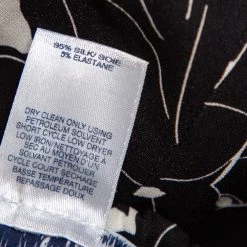 95% SILK/ SOIE
5% ELASTANE
DRY CLEAN ONLY USING
PETROLEUM SOLVENT
SHORT CYCLE LOW DRYER
LOW IRON/ NETTOYAGE A
SEC AU MOYEN D'UN
SOLVANT PETROLIER
CYCLE COURT SECHAGE
BASSE TEMPERATURE
REPASSAGE DOUX